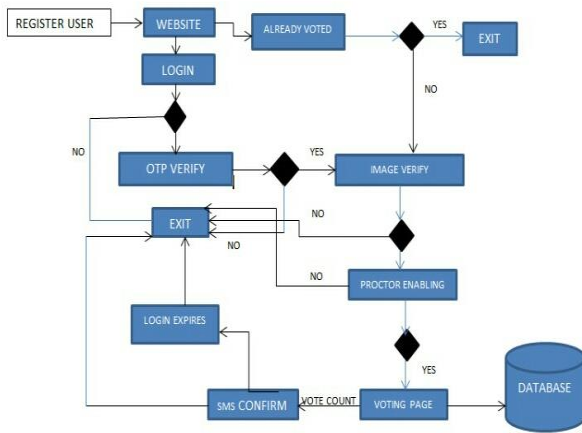 REGISTER USER
WEBSITE
ALREADY VOTED
YES
EXIT
LOGIN
NO
NO
OTP VERIFY
YES
IMAGE VERIFY
EXIT
NO
NO
NO
PROCTOR ENABLING
LOGIN EXPIRES
YES
DATABASE
SMS CONFIRM
VOTE COUNT
VOTING PAGE